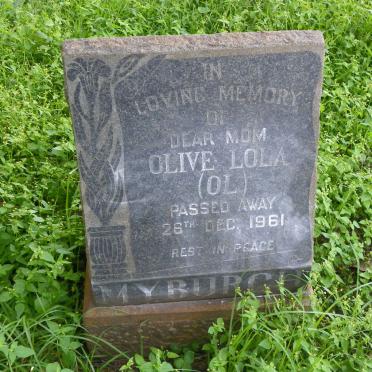 IN
LOVING MEMORY
OF
DEAR MOM
OLIVE LOLA
(OL)
PASSED AWAY
26TH DEC. 1961
REST IN PEACE
MYBURGH